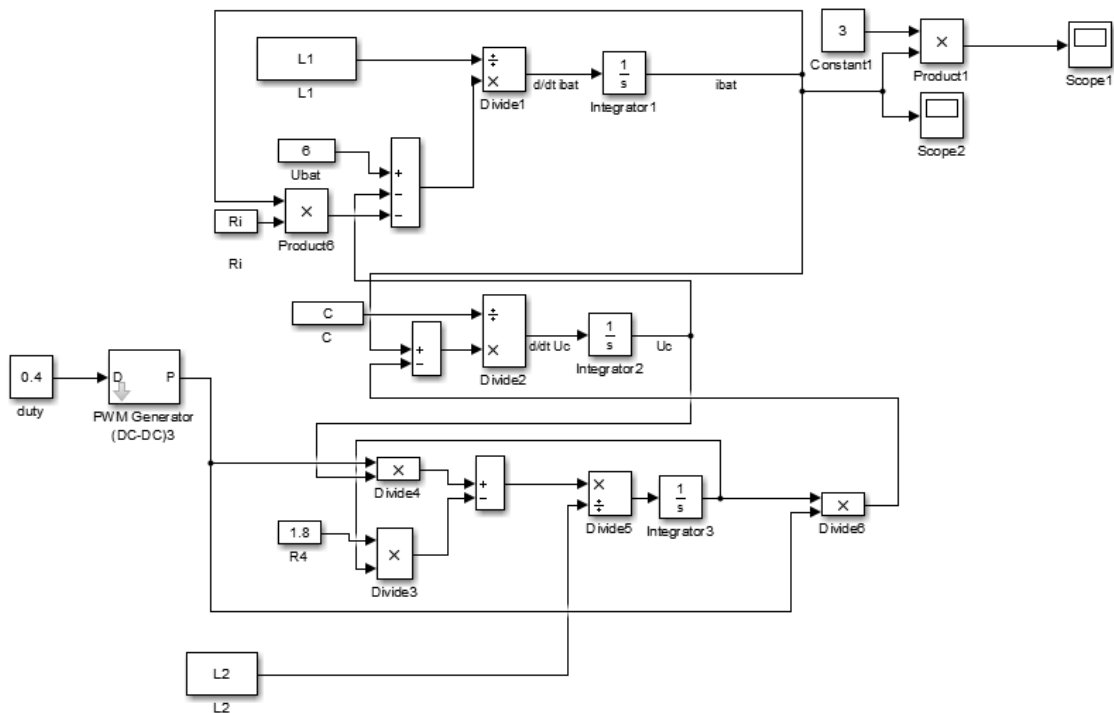 3
Constant1
×
Product1
Scope1
Scope2
L1
L1
÷
×
Divide1
d/dt ibat
1
s
Integrator1
ibat
6
Ubat
+
−
−
Ri
×
Product6
Ri
C
C
+
−
÷
×
Divide2
d/dt Uc
1
s
Integrator2
Uc
0.4
duty
D P
PWM Generator
(DC-DC)3
×
Divide4
1.8
R4
×
Divide3
+
−
×
÷
Divide5
1
s
Integrator3
×
Divide6
L2
L2